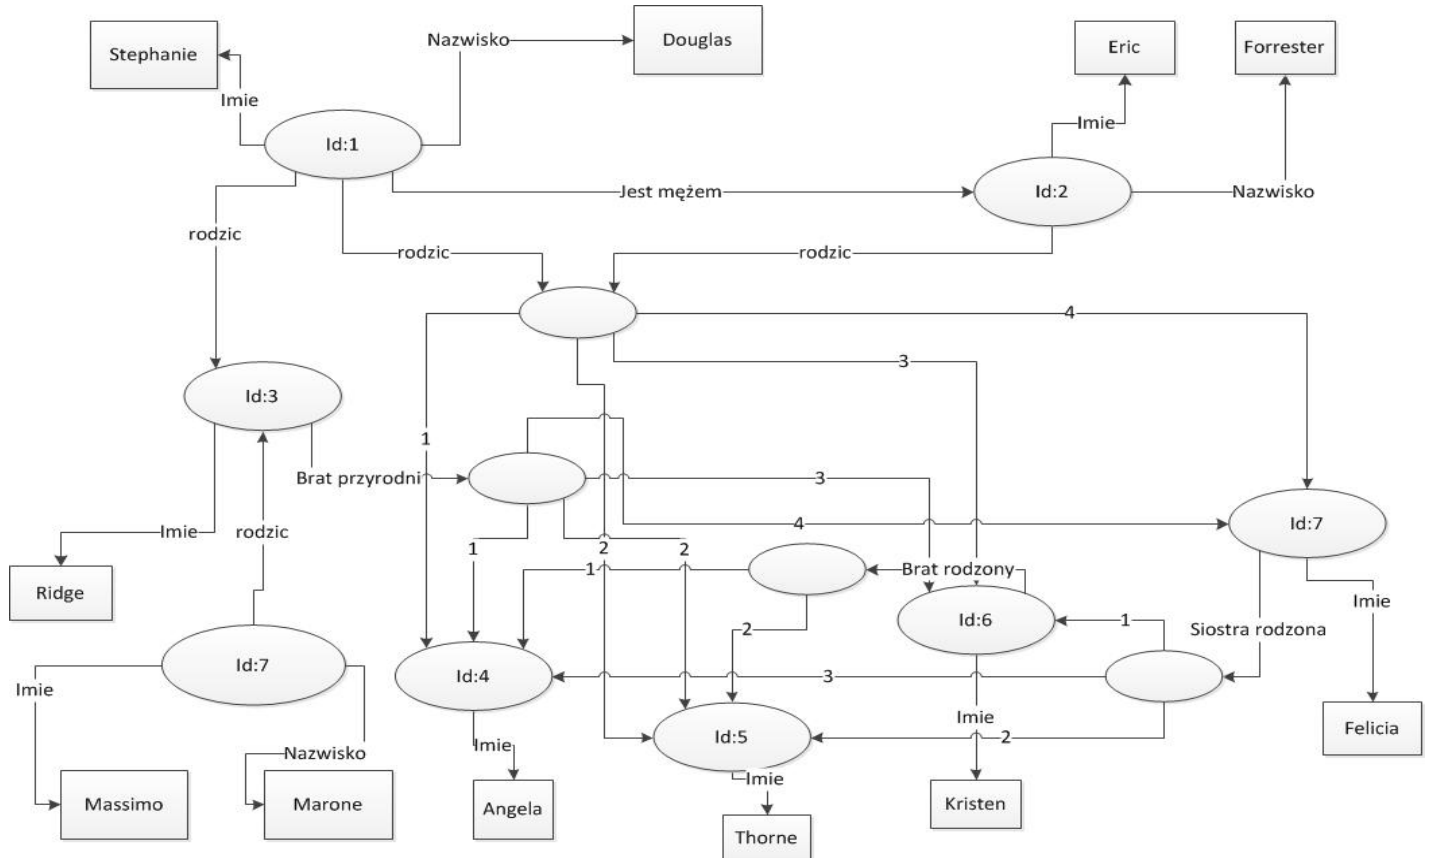 Stephanie
Nazwisko
Douglas
Eric
Forrester
Imie
Imie
Id:1
Jest mężem
Id:2
Nazwisko
rodzic
rodzic
rodzic
4
3
Id:3
1
Brat przyrodni
3
Imie
rodzic
1
2
2
4
Id:7
Ridge
1
Brat rodzony
Imie
Id:6
1
Siostra rodzona
2
Id:7
Id:4
3
Imie
Imie
Felicia
Id:5
2
Nazwisko
Imie
Imie
Massimo
Marone
Angela
Kristen
Thorne